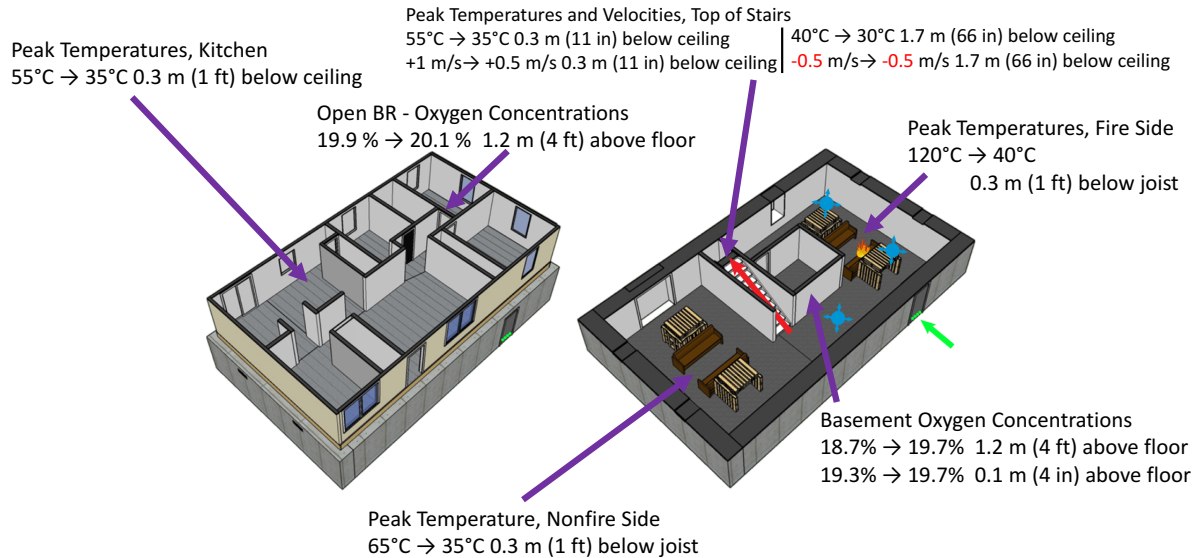 Peak Temperatures and Velocities, Top of Stairs
55°C → 35°C 0.3 m (11 in) below ceiling
+1 m/s→ +0.5 m/s 0.3 m (11 in) below ceiling
40°C → 30°C 1.7 m (66 in) below ceiling
-0.5 m/s→ -0.5 m/s 1.7 m (66 in) below ceiling
Peak Temperatures, Kitchen
55°C → 35°C 0.3 m (1 ft) below ceiling
Open BR - Oxygen Concentrations
19.9 % → 20.1 % 1.2 m (4 ft) above floor
Peak Temperatures, Fire Side
120°C → 40°C
0.3 m (1 ft) below joist
Basement Oxygen Concentrations
18.7% → 19.7% 1.2 m (4 ft) above floor
19.3% → 19.7% 0.1 m (4 in) above floor
Peak Temperature, Nonfire Side
65°C → 35°C 0.3 m (1 ft) below joist